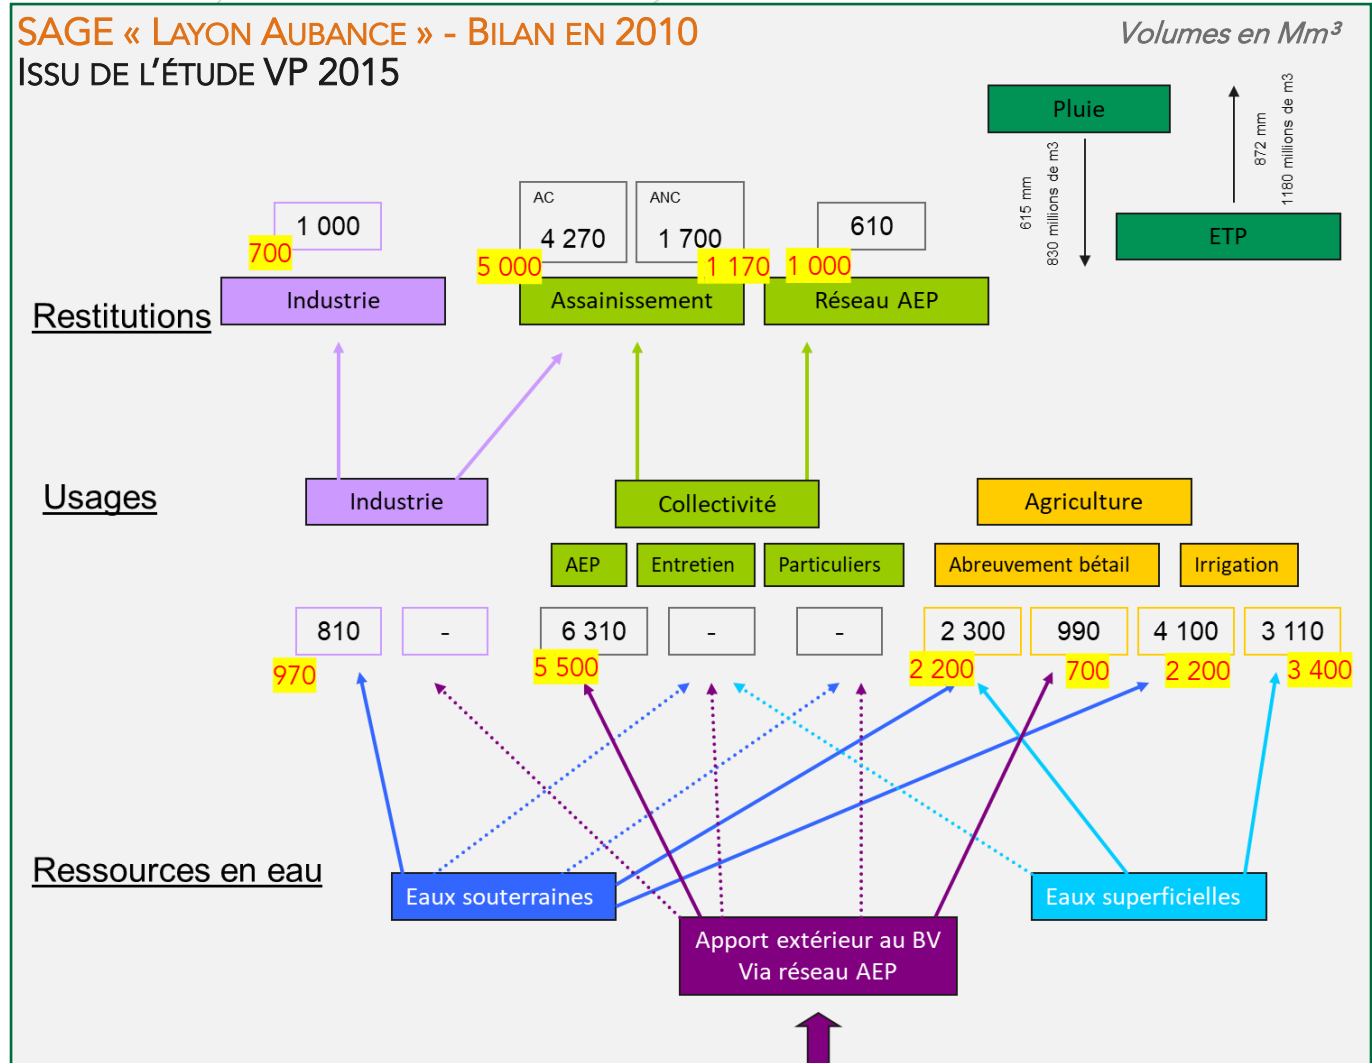 SAGE « LAYON AUBANCE » - BILAN EN 2010
ISSU DE L'ÉTUDE VP 2015
Volumes en Mm³
Pluie
615 mm
830 millions de m3
872 mm
1180 millions de m3
ETP
1 000
700
AC
4 270
5 000
ANC
1 700
1 170
610
1 000
Restitutions
Industrie
Assainissement
Réseau AEP
Usages
Industrie
Collectivité
Agriculture
AEP
Entretien
Particuliers
Abreuvement bétail
Irrigation
810
-
6 310
-
-
2 300
990
4 100
3 110
970
5 500
2 200
700
2 200
3 400
Ressources en eau
Eaux souterraines
Eaux superficielles
Apport extérieur au BV
Via réseau AEP